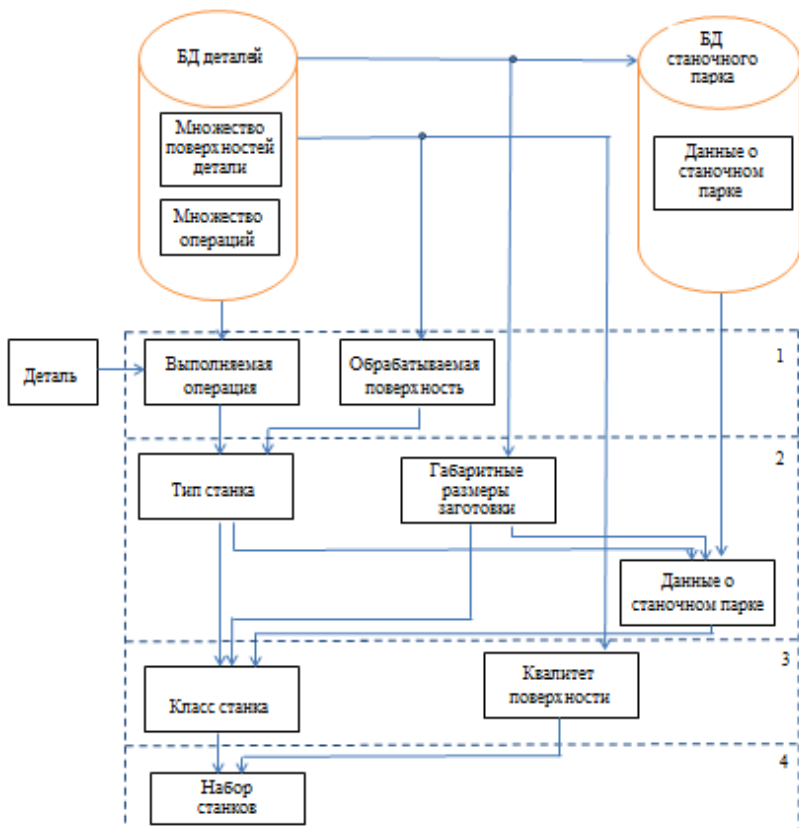 БД деталей
БД
станочного
парка
Множество
поверхностей
детали
Данные о
станочном
парке
Множество
операций
Деталь
Выполняемая
операция
Обрабатываемая
поверхность
1
Тип станка
Габаритные
размеры
заготовки
2
Данные о
станочном парке
Класс станка
Квалитет
поверхности
3
Набор
станков
4